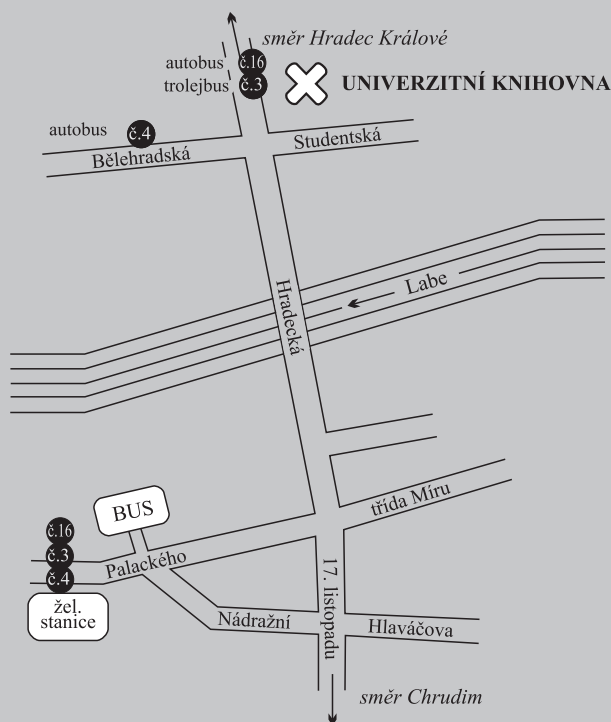 směr Hradec Králové
autobus č.16
trolejbus č.3
UNIVERZITNÍ KNIHOVNA
autobus č.4
Bělehradská
Studentská
Hradecká
Labe
třída Míru
BUS
č.16
č.3
č.4
Palackého
žel.
stanice
17. listopadu
Nádražní
Hlaváčova
směr Chrudim